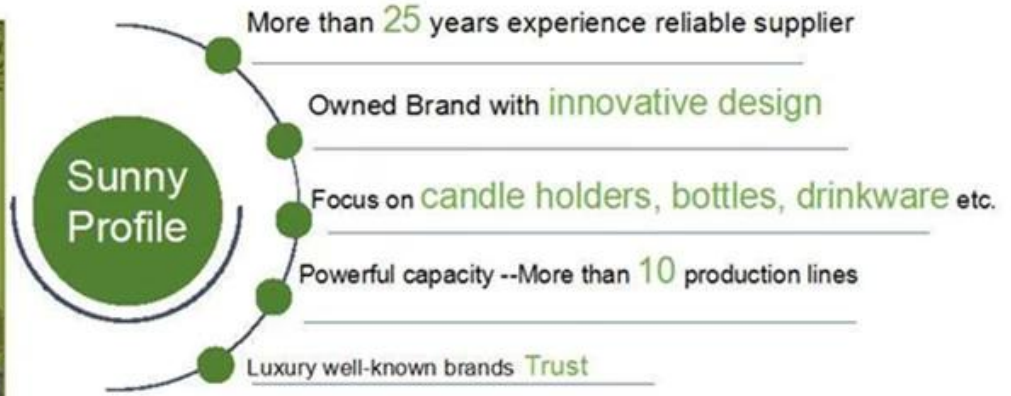 Sunny
Profile
More than 25 years experience reliable supplier
Owned Brand with innovative design
Focus on candle holders, bottles, drinkware etc.
Powerful capacity --More than 10 production lines
Luxury well-known brands Trust